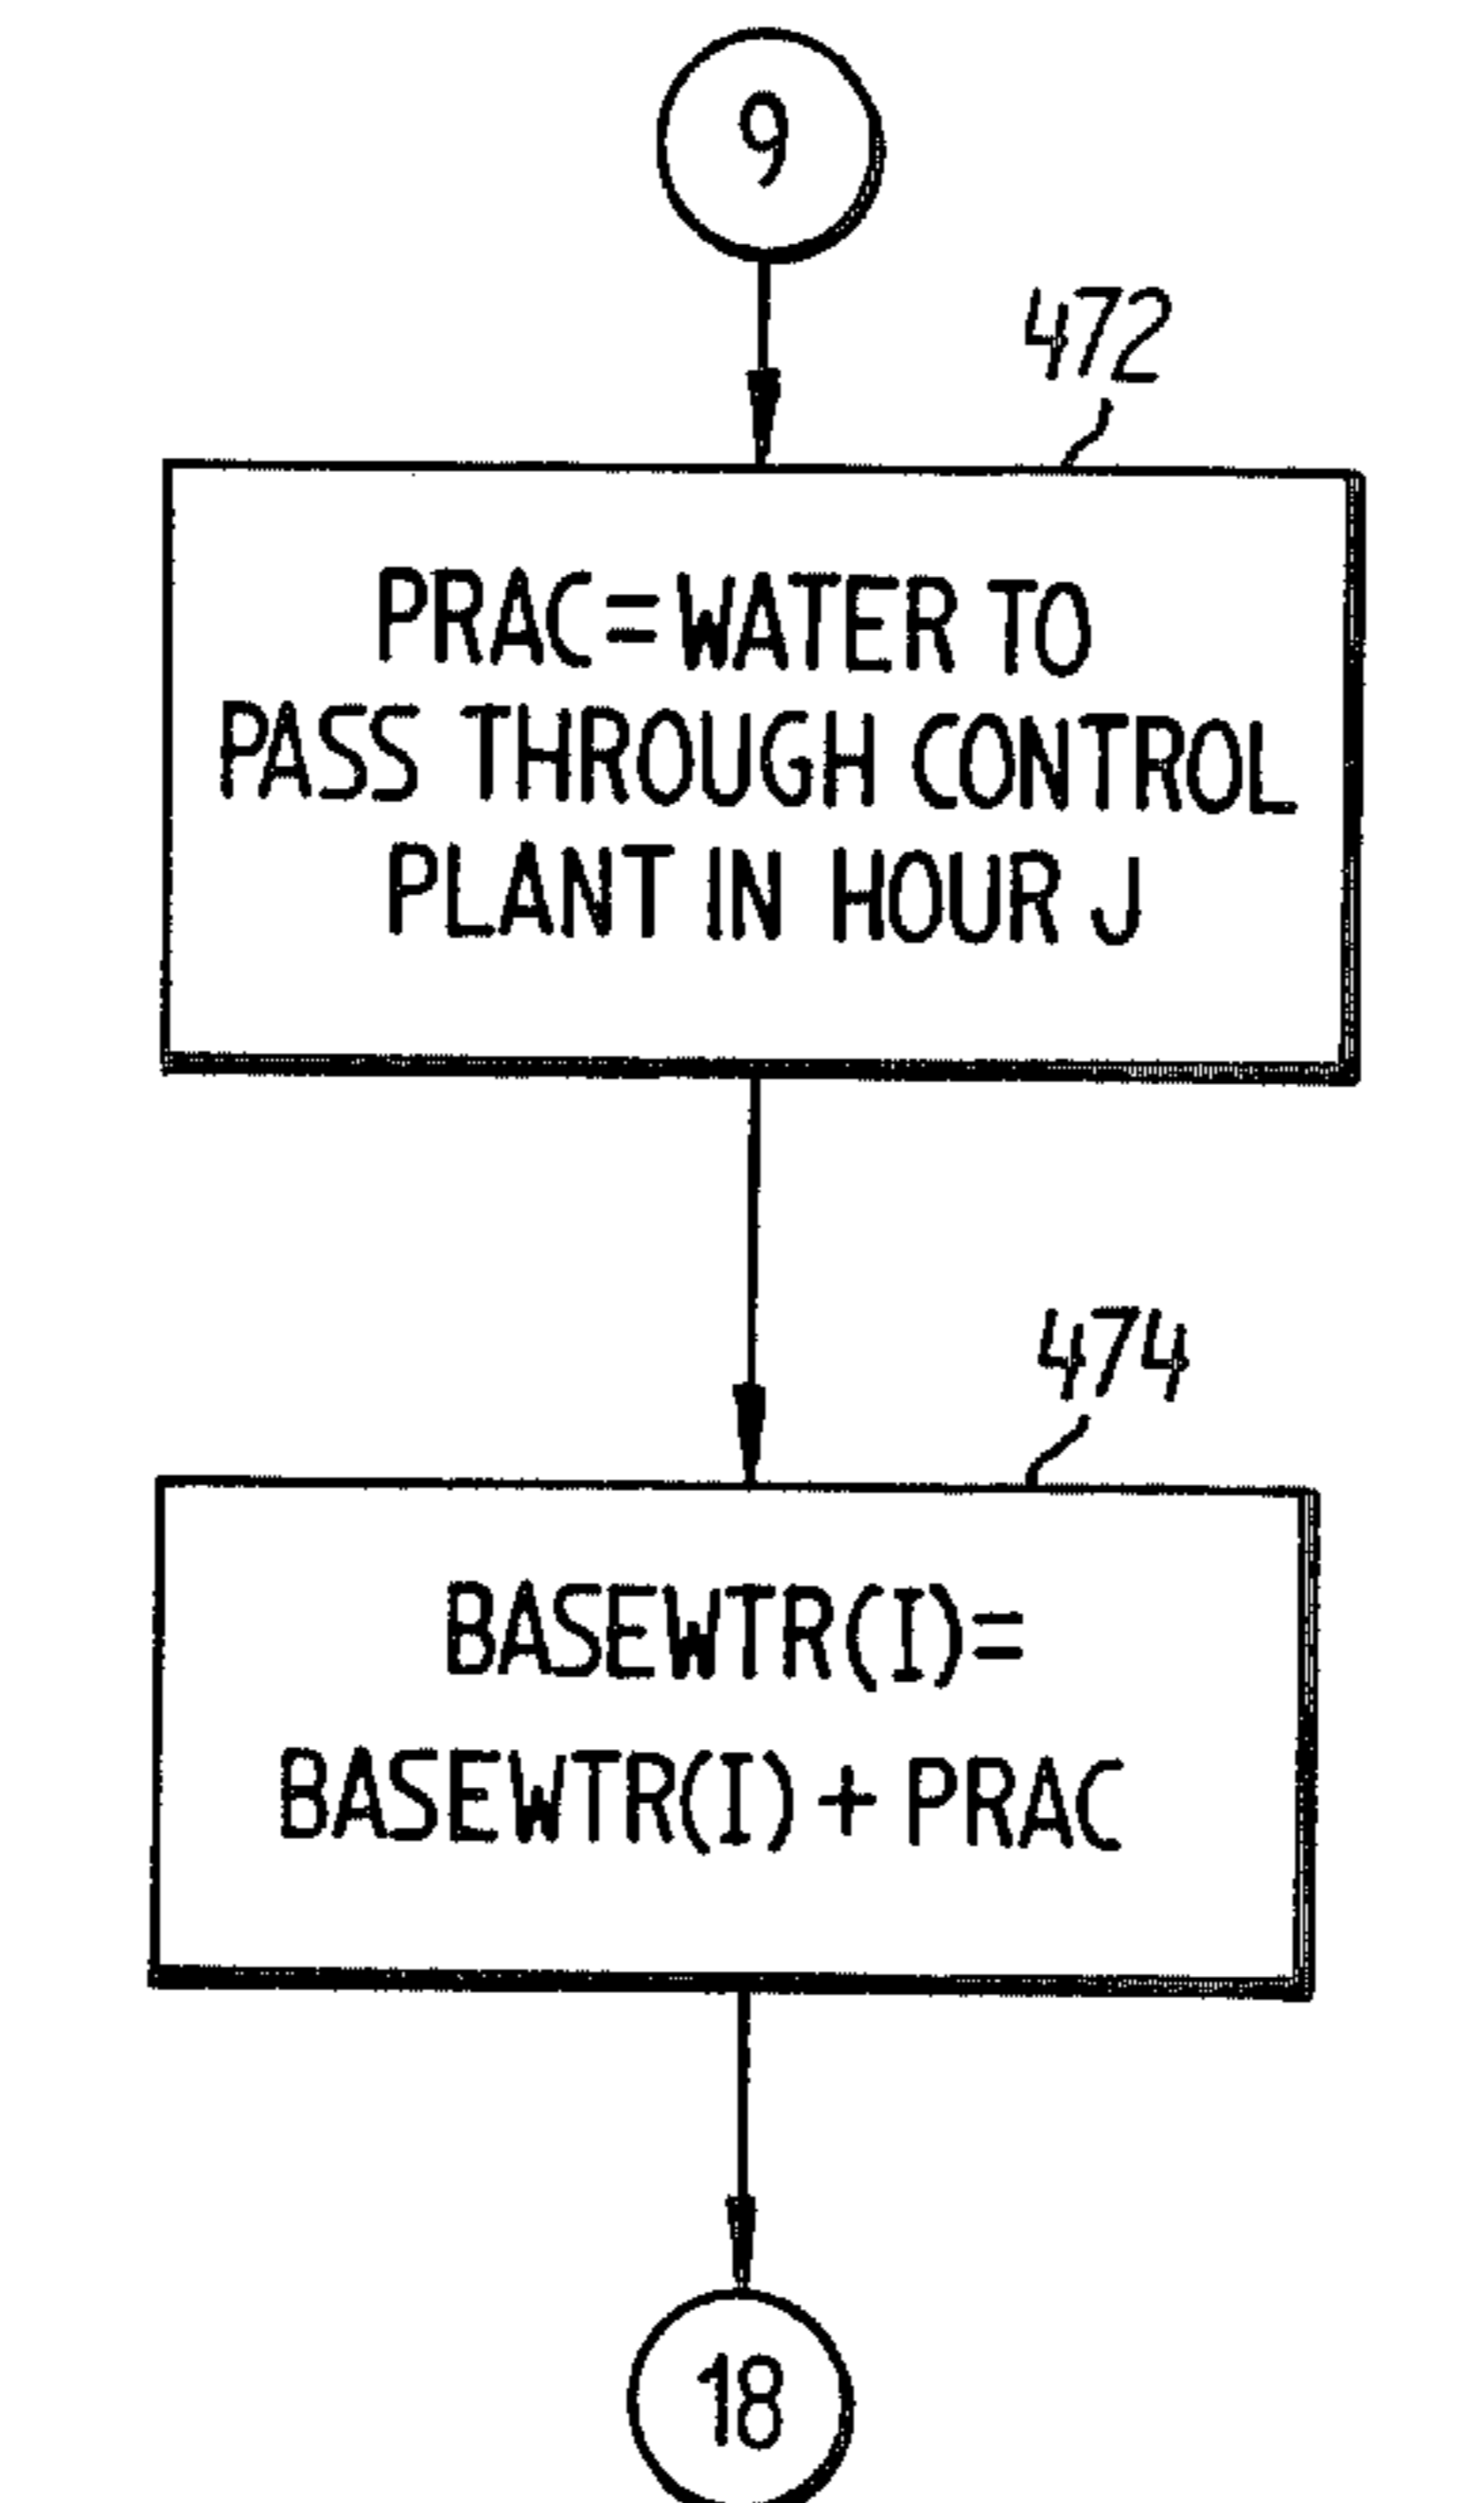 9
472
PRAC=WATER TO
PASS THROUGH CONTROL
PLANT IN HOUR J
474
BASEWTR(I)=
BASEWTR(I)+PRAC
18